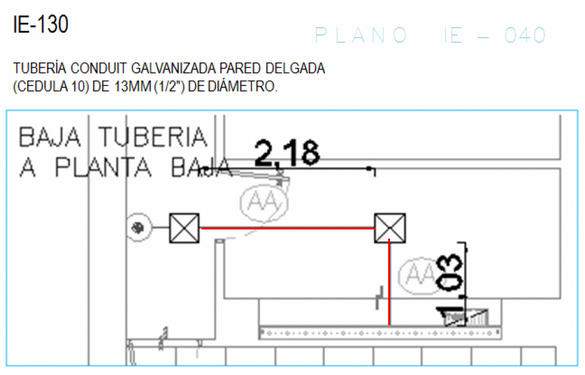 IE-130
PLANO IE - 040
TUBERÍA CONDUIT GALVANIZADA PARED DELGADA
(CEDULA 10) DE 13MM (1/2") DE DIÁMETRO.
BAJA TUBERIA
A PLANTA BAJA
2,18
AA
AA
1,03